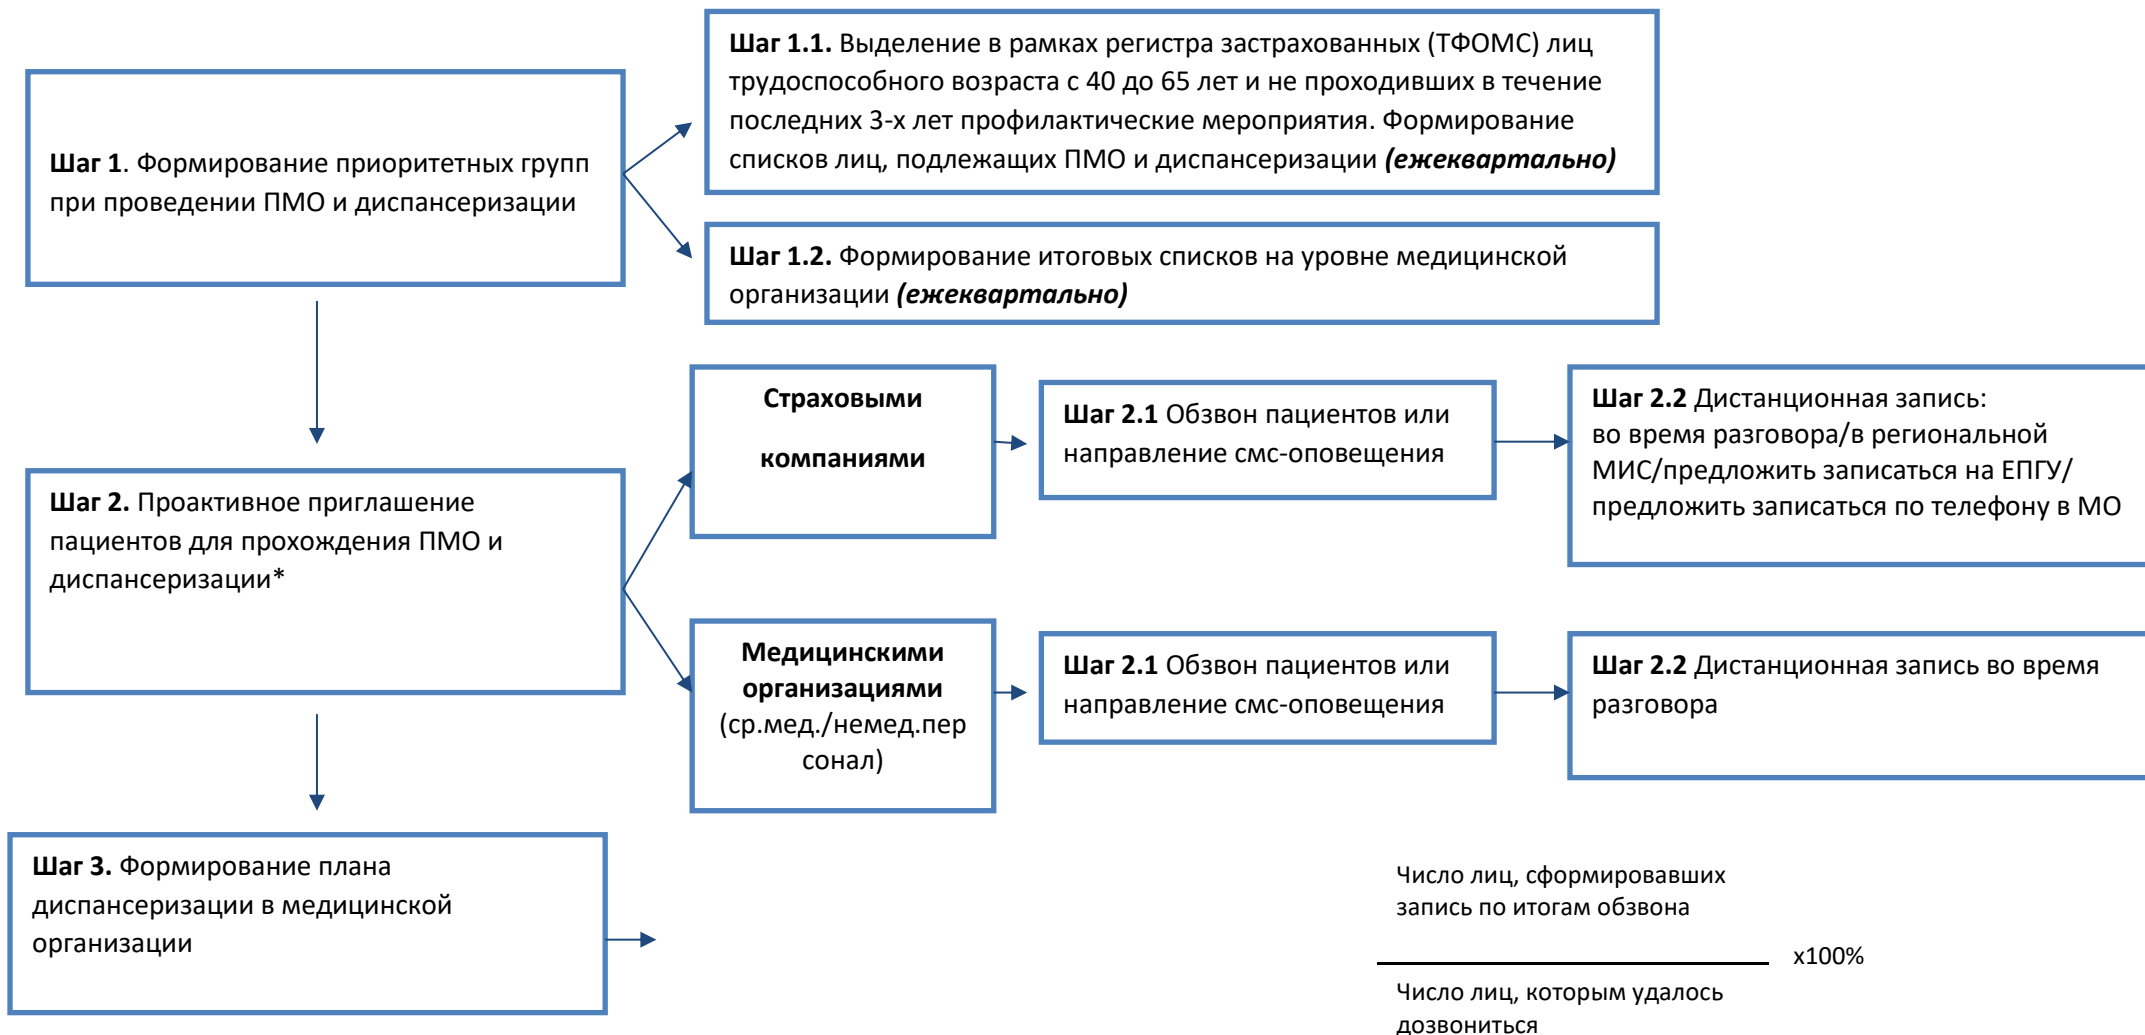 Шаг 1.1. Выделение в рамках регистра застрахованных (ТФОМС) лиц
трудоспособного возраста с 40 до 65 лет и не проходивших в течение
последних 3-х лет профилактические мероприятия. Формирование
списков лиц, подлежащих ПМО и диспансеризации (ежеквартально)
Шаг 1. Формирование приоритетных групп
при проведении ПМО и диспансеризации
Шаг 1.2. Формирование итоговых списков на уровне медицинской
организации (ежеквартально)
Страховыми
компаниями
Шаг 2.1 Обзвон пациентов или
направление смс-оповещения
Шаг 2.2 Дистанционная запись:
во время разговора/в региональной
МИС/предложить записаться на ЕПГУ/
предложить записаться по телефону в МО
Шаг 2. Проактивное приглашение
пациентов для прохождения ПМО и
диспансеризации*
Медицинскими
организациями
(ср.мед./немед.пер
сонал)
Шаг 2.1 Обзвон пациентов или
направление смс-оповещения
Шаг 2.2 Дистанционная запись во время
разговора
Шаг 3. Формирование плана
диспансеризации в медицинской
организации
Число лиц, сформировавших
запись по итогам обзвона
х100%
Число лиц, которым удалось
дозвониться